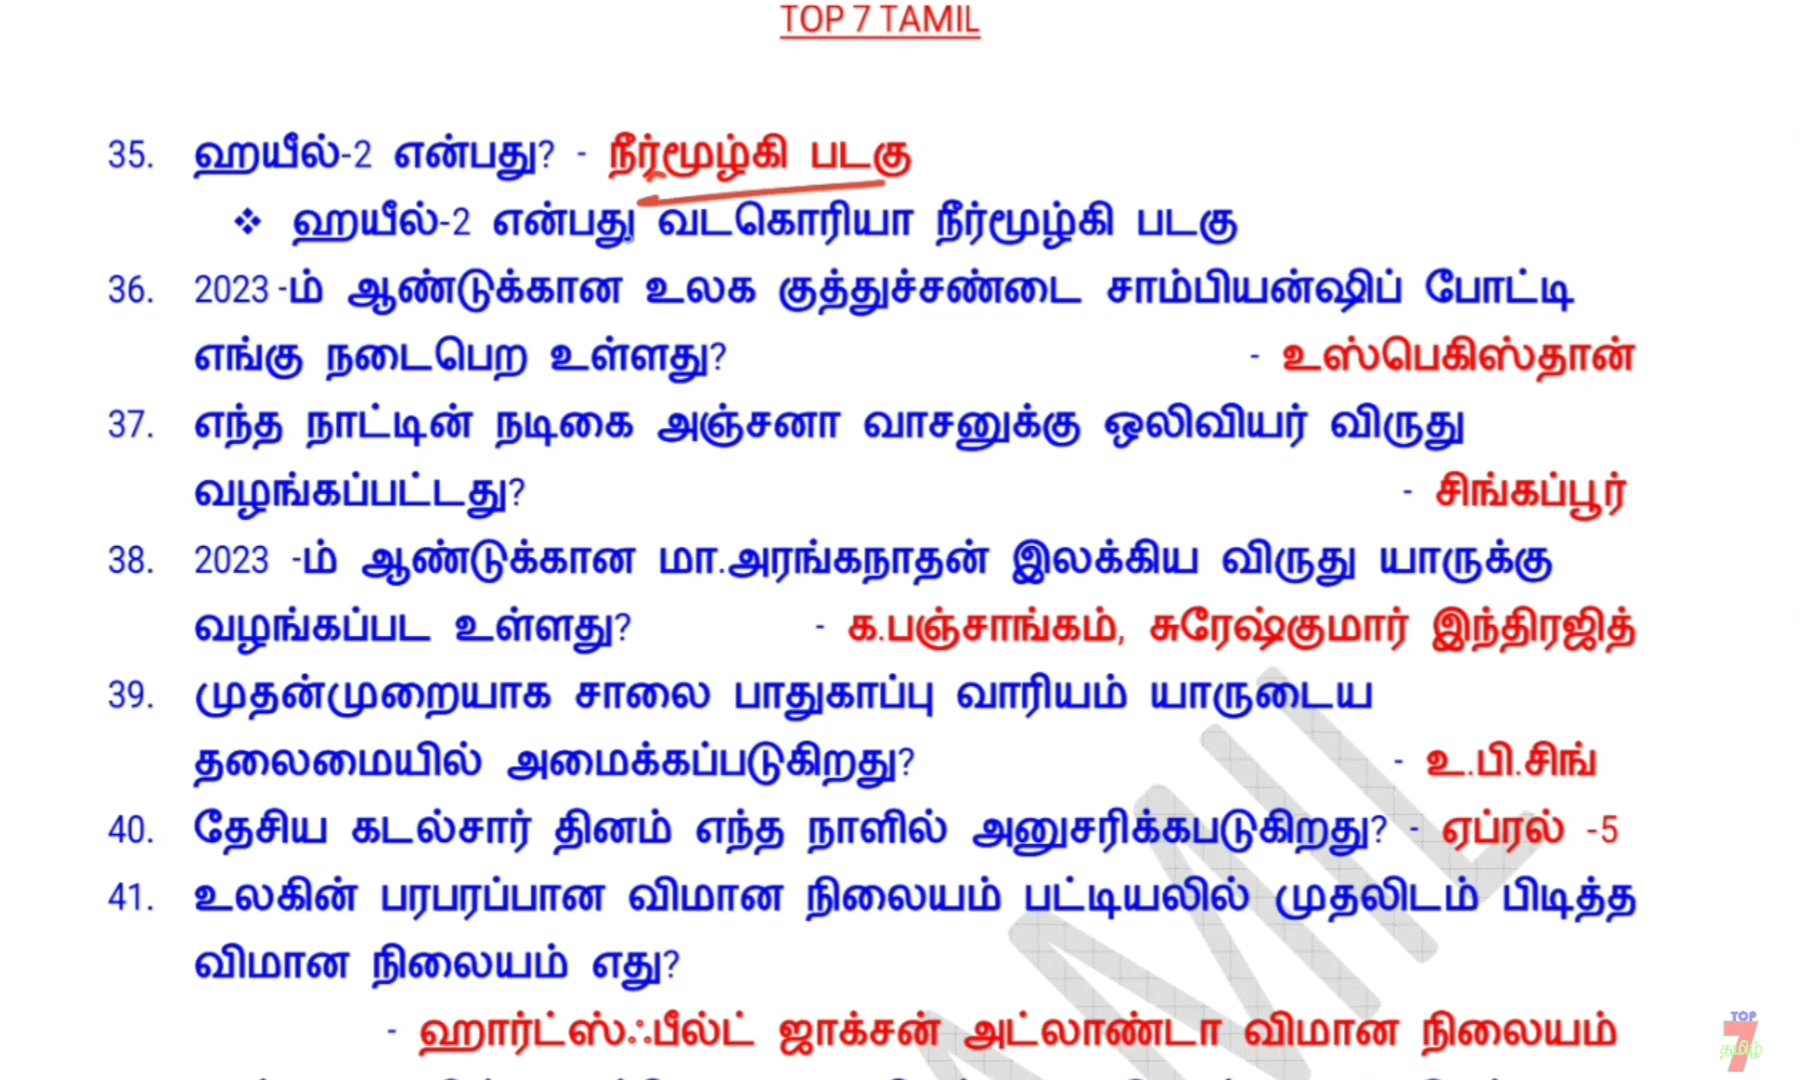 TOP 7 TAMIL
35. ஹயீல்-2 என்பது? - நீர்மூழ்கி படகு
❖ ஹயீல்-2 என்பது வடகொரியா நீர்மூழ்கி படகு
36. 2023-ம் ஆண்டுக்கான உலக குத்துச்சண்டை சாம்பியன்ஷிப் போட்டி
எங்கு நடைபெற உள்ளது? - உஸ்பெகிஸ்தான்
37. எந்த நாட்டின் நடிகை அஞ்சனா வாசனுக்கு ஒலிவியர் விருது
வழங்கப்பட்டது? - சிங்கப்பூர்
38. 2023 -ம் ஆண்டுக்கான மா.அரங்கநாதன் இலக்கிய விருது யாருக்கு
வழங்கப்பட உள்ளது? - க.பஞ்சாங்கம், சுரேஷ்குமார் இந்திரஜித்
39. முதன்முறையாக சாலை பாதுகாப்பு வாரியம் யாருடைய
தலைமையில் அமைக்கப்படுகிறது? - உ.பி.சிங்
40. தேசிய கடல்சார் தினம் எந்த நாளில் அனுசரிக்கபடுகிறது? - ஏப்ரல் -5
41. உலகின் பரபரப்பான விமான நிலையம் பட்டியலில் முதலிடம் பிடித்த
விமான நிலையம் எது?
- ஹார்ட்ஸ்ஃபீல்ட் ஜாக்சன் அட்லாண்டா விமான நிலையம்
TOP
7
தமிழ்